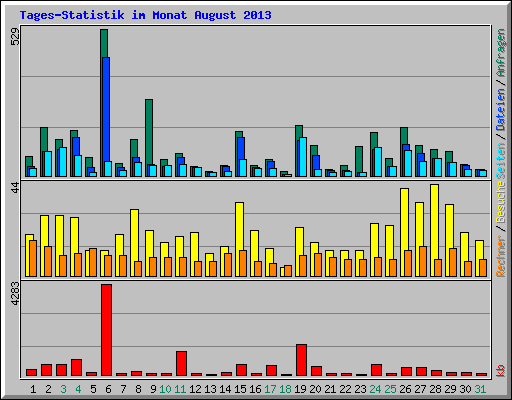 Tages-Statistik im Monat August 2013
529
44
4283
Rechner / Besuche Seiten / Dateien / Anfragen
kb
1 2 3 4 5 6 7 8 9 10 11 12 13 14 15 16 17 18 19 20 21 22 23 24 25 26 27 28 29 30 31